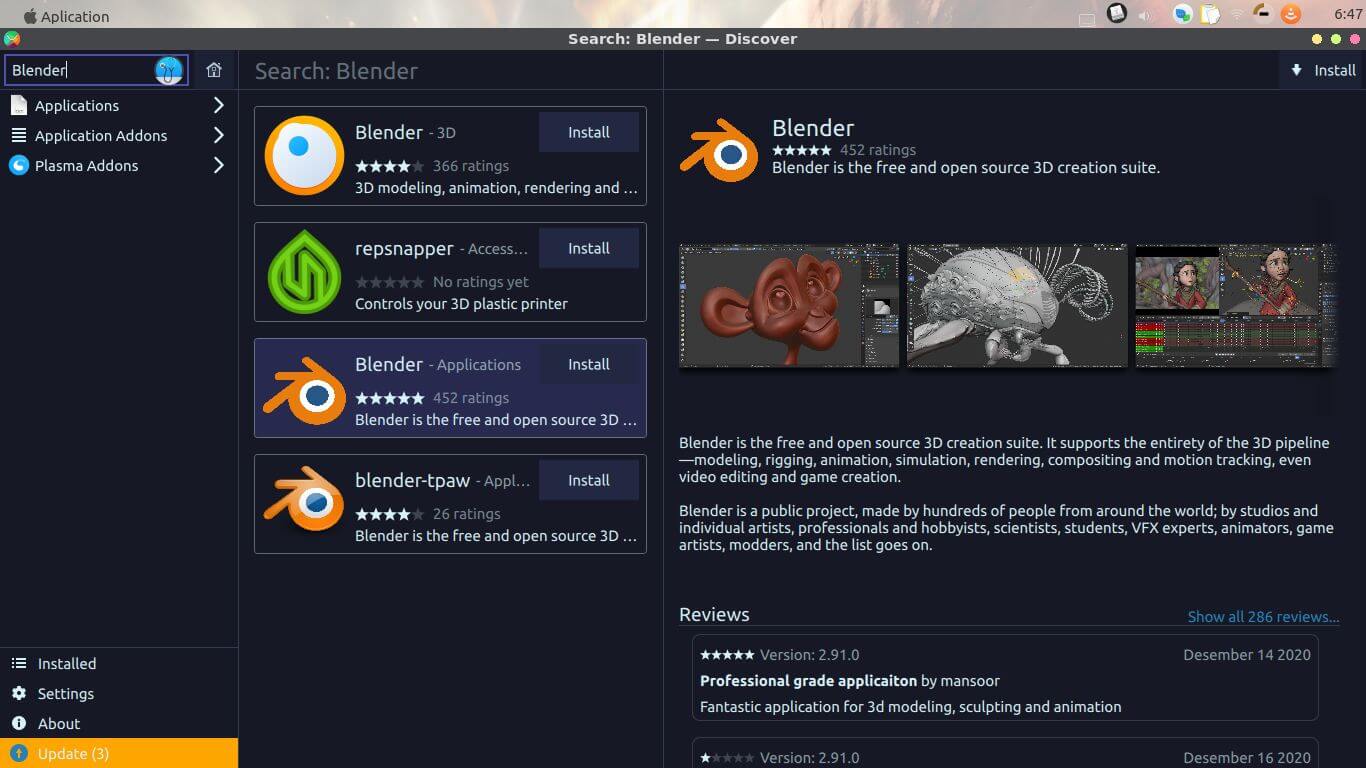 Aplication
6:47
Search: Blender — Discover
Blender
Search: Blender
Install
Applications
Application Addons
Plasma Addons
Blender - 3D
Install
366 ratings
3D modeling, animation, rendering and ...
repsnapper - Access...
Install
No ratings yet
Controls your 3D plastic printer
Blender - Applications
Install
452 ratings
Blender is the free and open source 3D ...
blender-tpaw - Appl...
Install
26 ratings
Blender is the free and open source 3D ...
Blender
452 ratings
Blender is the free and open source 3D creation suite.
Blender is the free and open source 3D creation suite. It supports the entirety of the 3D pipeline
—modeling, rigging, animation, simulation, rendering, compositing and motion tracking, even
video editing and game creation.
Blender is a public project, made by hundreds of people from around the world; by studios and
individual artists, professionals and hobbyists, scientists, students, VFX experts, animators, game
artists, modders, and the list goes on.
Reviews
Show all 286 reviews...
Version: 2.91.0
Desember 14 2020
Professional grade applicaiton by mansoor
Fantastic application for 3d modeling, sculpting and animation
Version: 2.91.0
Desember 16 2020
Installed
Settings
About
Update (3)